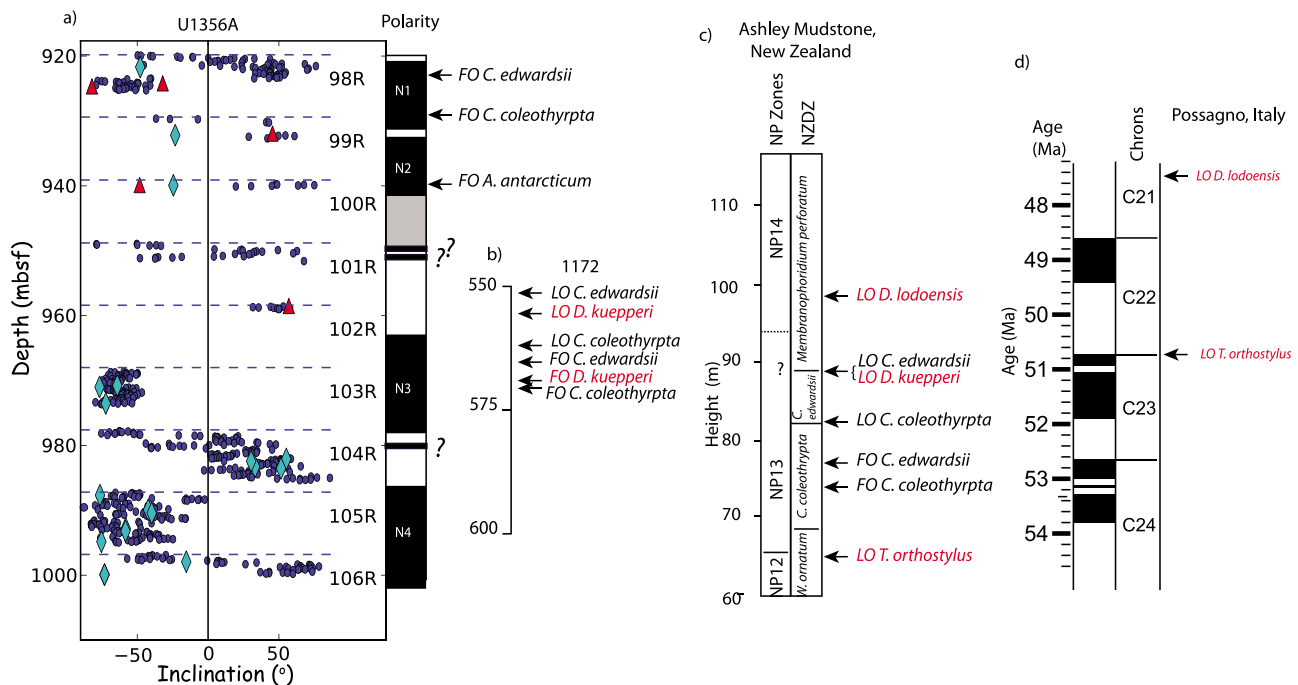 a)
U1356A
Polarity
Depth (mbsf)
920
940
960
980
1000
98R
99R
100R
101R
102R
103R
104R
105R
106R
−50
0
50
Inclination (°)
N1
N2
N3
N4
?
?
?
FO C. edwardsii
FO C. coleothyrpta
FO A. antarcticum
b)
1172
550
575
600
LO C. edwardsii
LO D. kuepperi
LO C. coleothyrpta
FO C. edwardsii
FO D. kuepperi
FO C. coleothyrpta
c)
Ashley Mudstone,
New Zealand
NP Zones
NZDZ
Height (m)
110
100
90
80
70
60
NP14
?
NP13
NP12
Membranophoridium perforatum
C. edwardsii
C. coleothrypta
W. ornatum
LO D. lodoensis
LO C. edwardsii
LO D. kuepperi
LO C. coleothyrpta
FO C. edwardsii
FO C. coleothyrpta
LO T. orthostylus
d)
Age
(Ma)
Chrons
Possagno, Italy
Age (Ma)
48
49
50
51
52
53
54
C21
C22
C23
C24
LO D. lodoensis
LO T. orthostylus